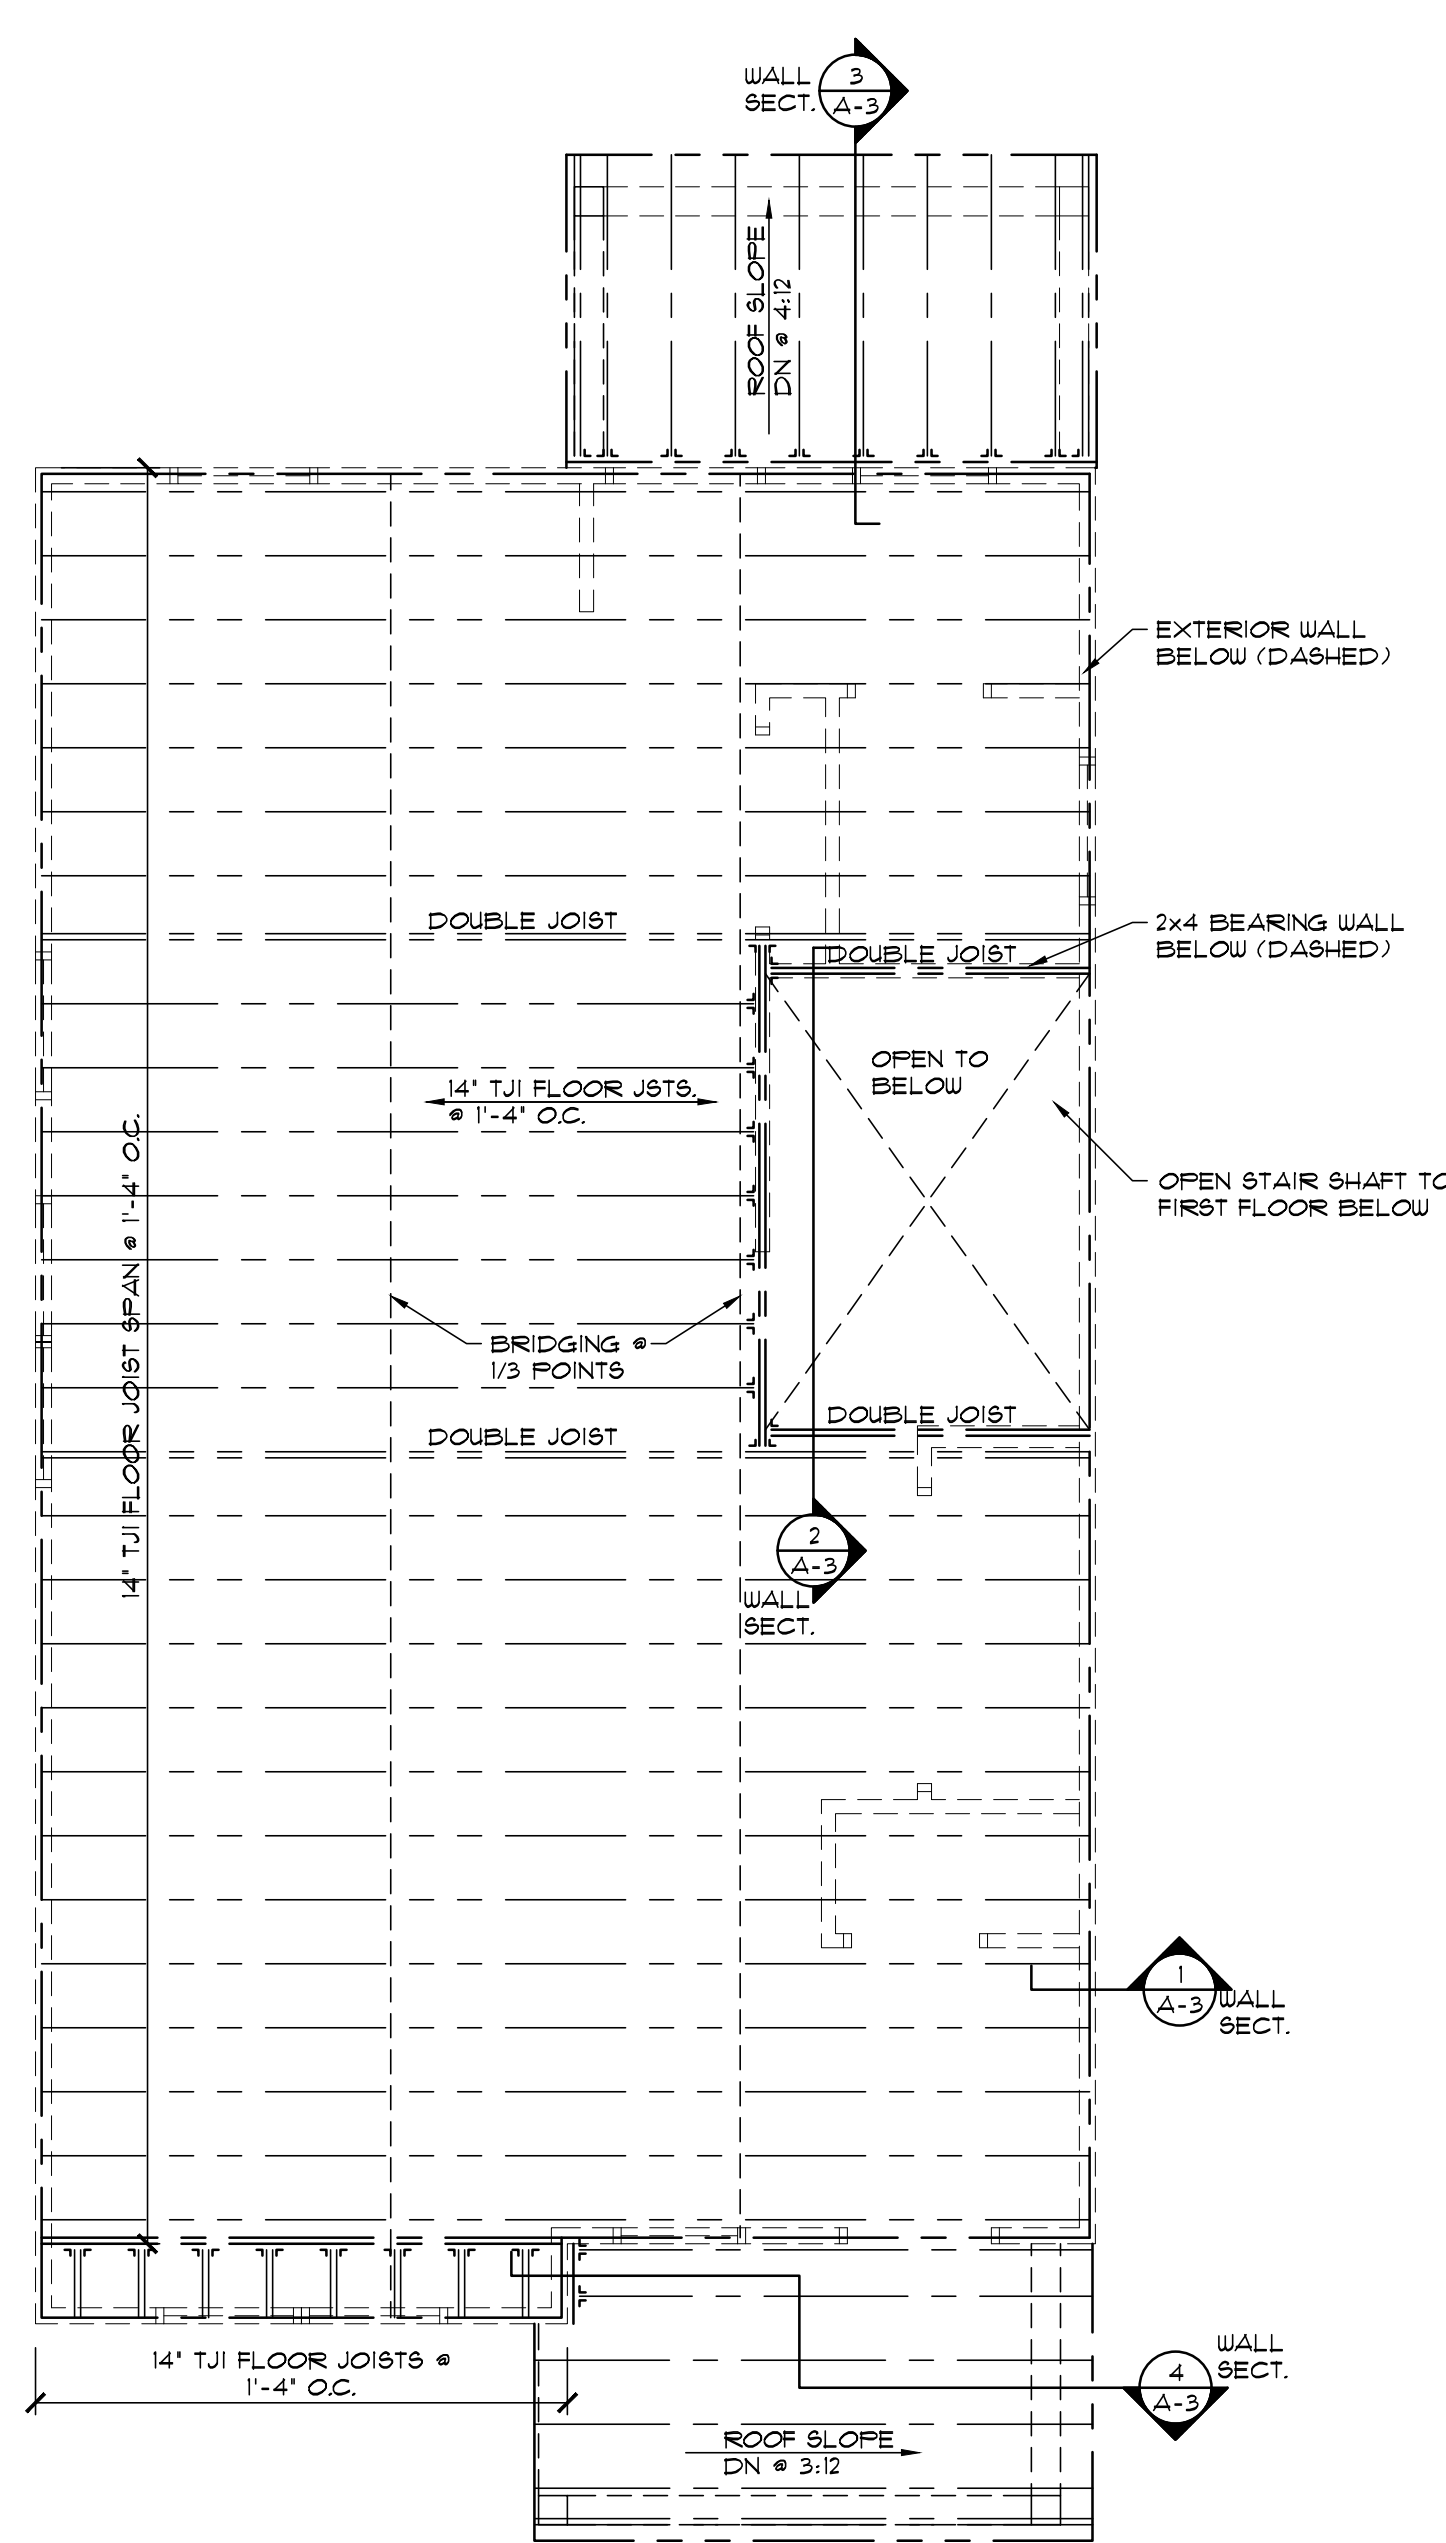 WALL
SECT.
3
A-3
ROOF SLOPE
DN @ 4:12
EXTERIOR WALL
BELOW (DASHED)
DOUBLE JOIST
2x4 BEARING WALL
BELOW (DASHED)
DOUBLE JOIST
OPEN TO
BELOW
14" TJI FLOOR JSTS.
@ 1'-4" O.C.
14" TJI FLOOR JOIST SPAN @ 1'-4" O.C.
OPEN STAIR SHAFT TO
FIRST FLOOR BELOW
BRIDGING @
1/3 POINTS
DOUBLE JOIST
DOUBLE JOIST
2
A-3
WALL
SECT.
1
A-3
WALL
SECT.
14" TJI FLOOR JOISTS @
1'-4" O.C.
WALL
SECT.
4
A-3
ROOF SLOPE
DN @ 3:12